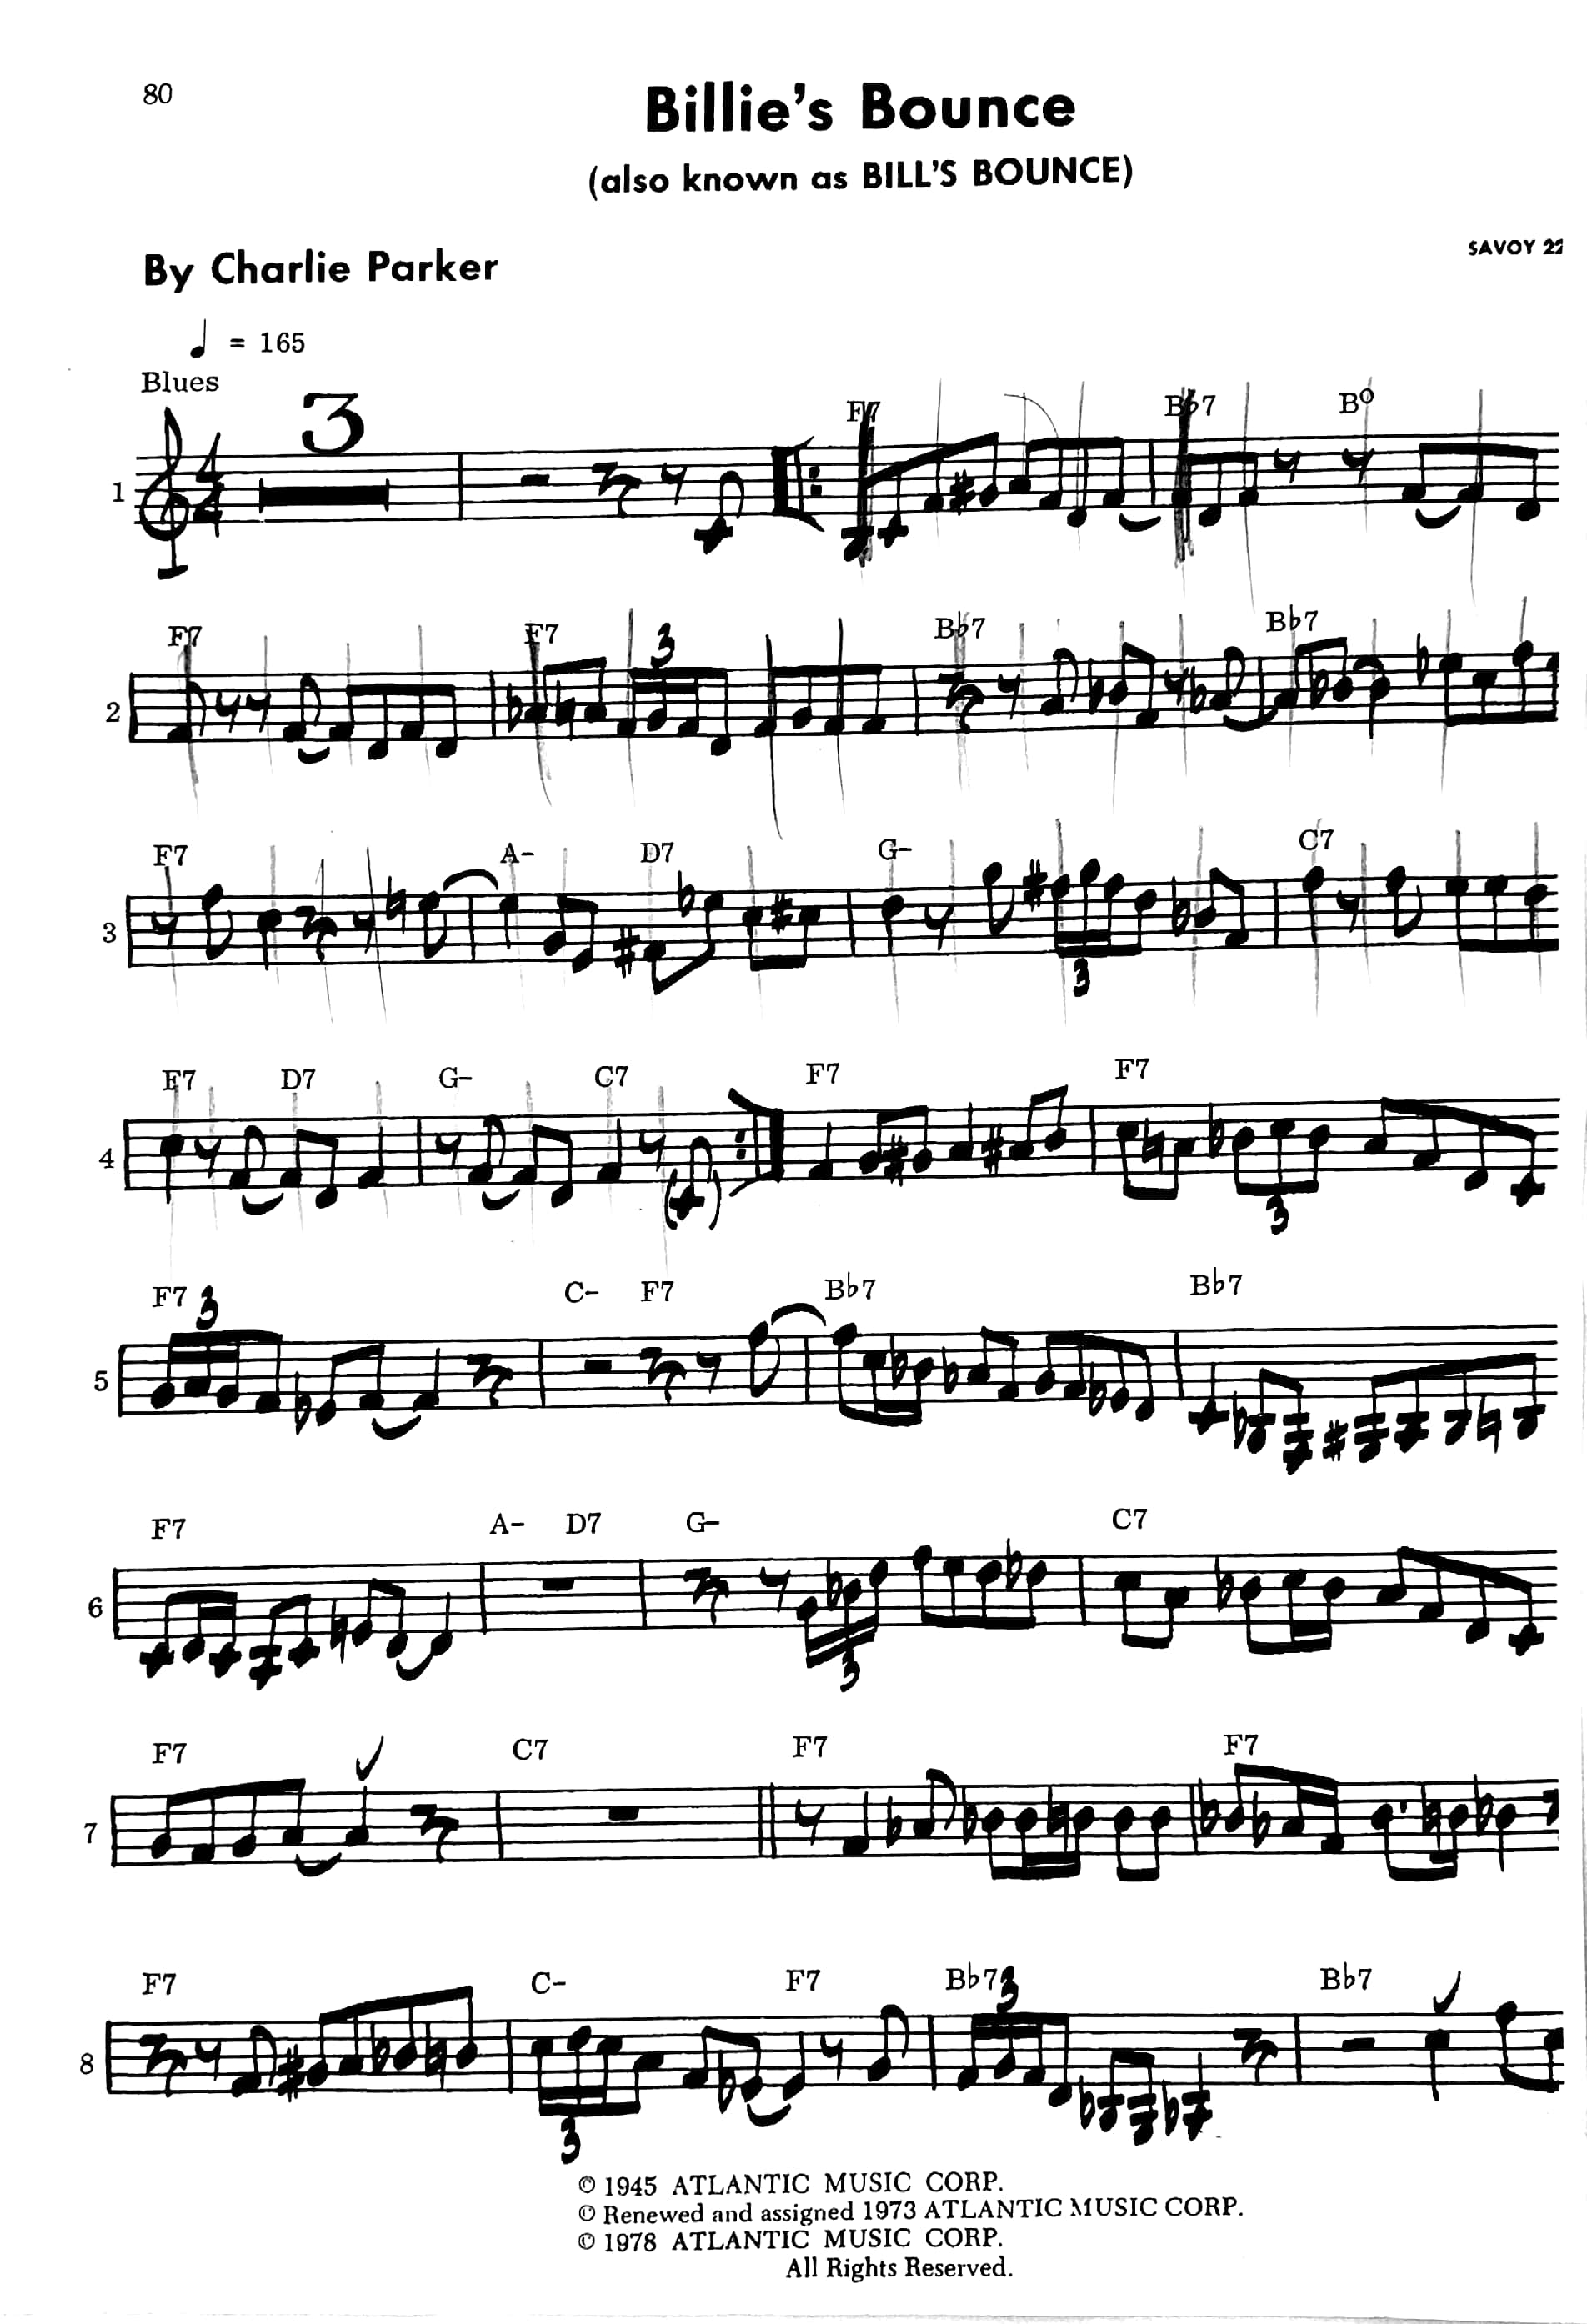 80
Billie's Bounce
(also known as BILL'S BOUNCE)
By Charlie Parker
SAVOY 22
♩ = 165
Blues
3
F7 B♭7 Bo
4
4
1
F7 F7 3 B♭7 B♭7
2
F7 A- D7 G- C7
3
3
F7 D7 G- C7 F7 F7
4
3
F7 3 C- F7 B♭7 B♭7
5
F7 A- D7 G- C7
6
3
F7 C7 F7 F7
7
F7 C- F7 B♭7 3 B♭7
8
3
© 1945 ATLANTIC MUSIC CORP.
© Renewed and assigned 1973 ATLANTIC MUSIC CORP.
© 1978 ATLANTIC MUSIC CORP.
All Rights Reserved.